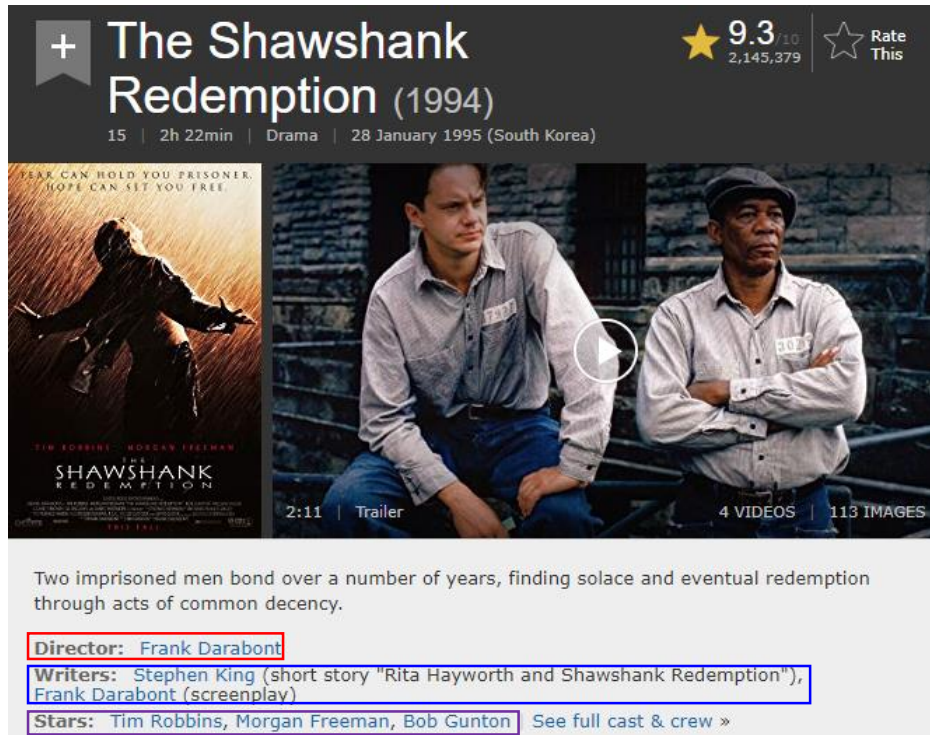 + The Shawshank
Redemption (1994)
9.3/10
2,145,379
Rate
This
15 | 2h 22min | Drama | 28 January 1995 (South Korea)
FEAR CAN HOLD YOU PRISONER.
HOPE CAN SET YOU FREE.
TIM ROBBINS MORGAN FREEMAN
THE
SHAWSHANK
REDEMPTION
THIS FALL
2:11 | Trailer
4 VIDEOS | 113 IMAGES
Two imprisoned men bond over a number of years, finding solace and eventual redemption
through acts of common decency.
Director: Frank Darabont
Writers: Stephen King (short story "Rita Hayworth and Shawshank Redemption"),
Frank Darabont (screenplay)
Stars: Tim Robbins, Morgan Freeman, Bob Gunton | See full cast & crew »